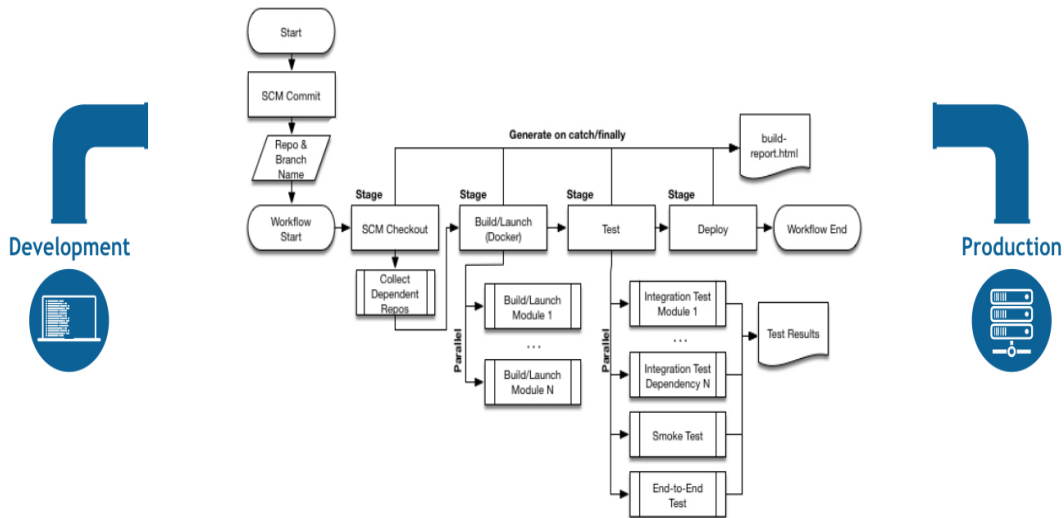 Start
SCM Commit
Repo &
Branch
Name
Workflow
Start
Generate on catch/finally
build-
report.html
Stage
SCM Checkout
Stage
Build/Launch
(Docker)
Stage
Test
Stage
Deploy
Workflow End
Collect
Dependent
Repos
Parallel
Build/Launch
Module 1
...
Build/Launch
Module N
Parallel
Integration Test
Module 1
...
Integration Test
Dependency N
Smoke Test
End-to-End
Test
Test Results
Development
Production